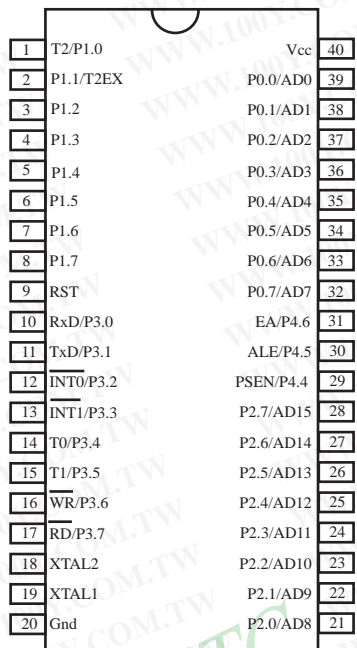 1 T2/P1.0 Vcc 40
2 P1.1/T2EX P0.0/AD0 39
3 P1.2 P0.1/AD1 38
4 P1.3 P0.2/AD2 37
5 P1.4 P0.3/AD3 36
6 P1.5 P0.4/AD4 35
7 P1.6 P0.5/AD5 34
8 P1.7 P0.6/AD6 33
9 RST P0.7/AD7 32
10 RxD/P3.0 EA/P4.6 31
11 TxD/P3.1 ALE/P4.5 30
12 INT0/P3.2 PSEN/P4.4 29
13 INT1/P3.3 P2.7/AD15 28
14 T0/P3.4 P2.6/AD14 27
15 T1/P3.5 P2.5/AD13 26
16 WR/P3.6 P2.4/AD12 25
17 RD/P3.7 P2.3/AD11 24
18 XTAL2 P2.2/AD10 23
19 XTAL1 P2.1/AD9 22
20 Gnd P2.0/AD8 21